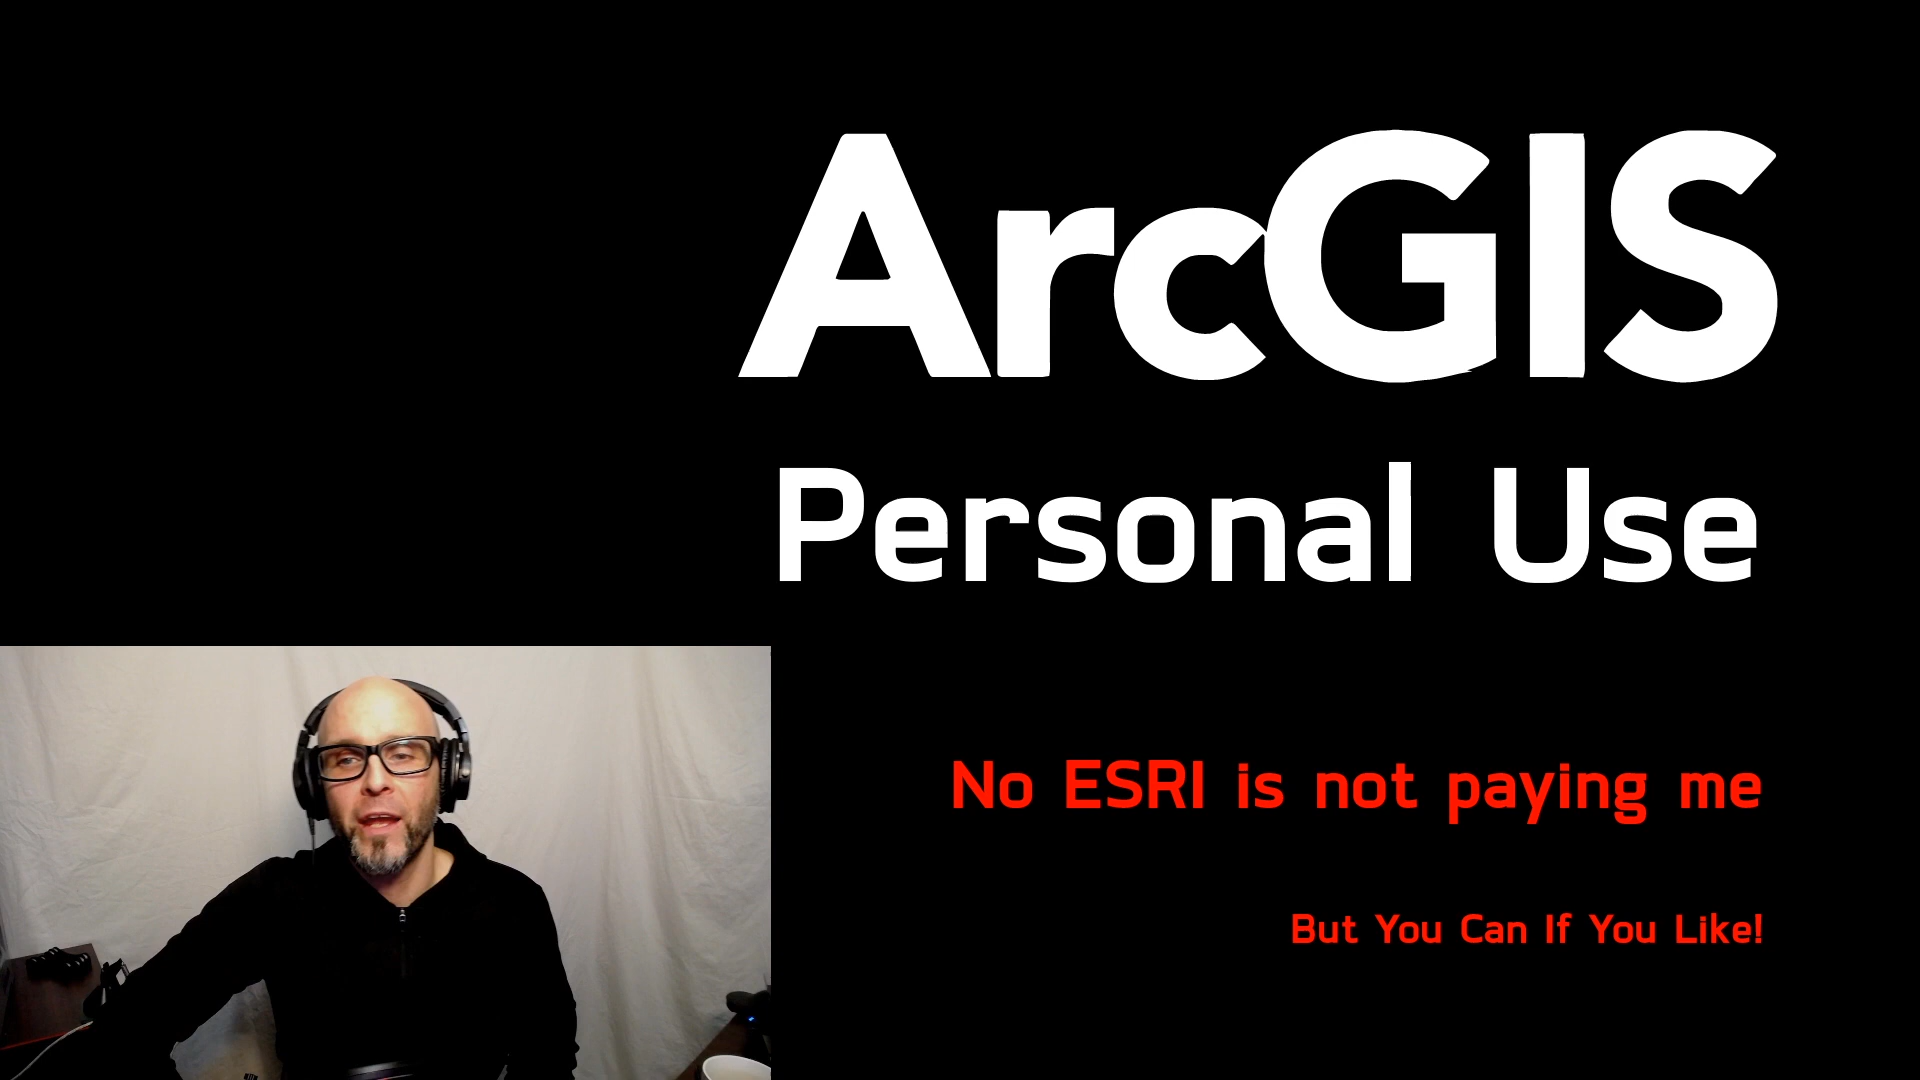 ArcGIS
Personal Use
No ESRI is not paying me
But You Can If You Like!